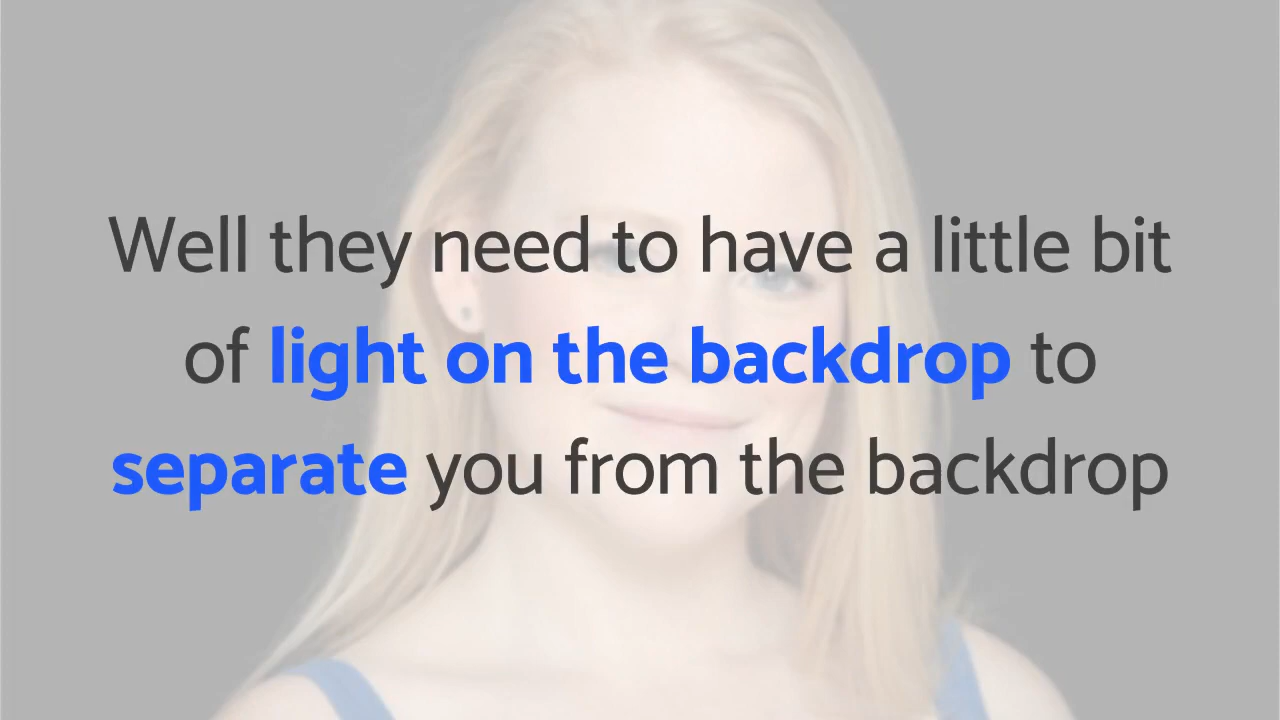 Well they need to have a little bit
of light on the backdrop to
separate you from the backdrop